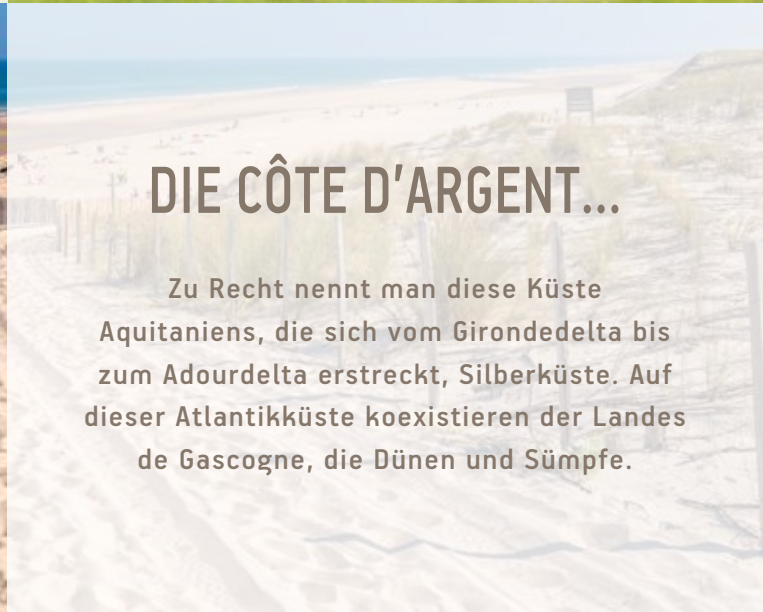 DIE CÔTE D'ARGENT...
Zu Recht nennt man diese Küste
Aquitaniens, die sich vom Girondedelta bis
zum Adourdelta erstreckt, Silberküste. Auf
dieser Atlantikküste koexistieren der Landes
de Gascogne, die Dünen und Sümpfe.